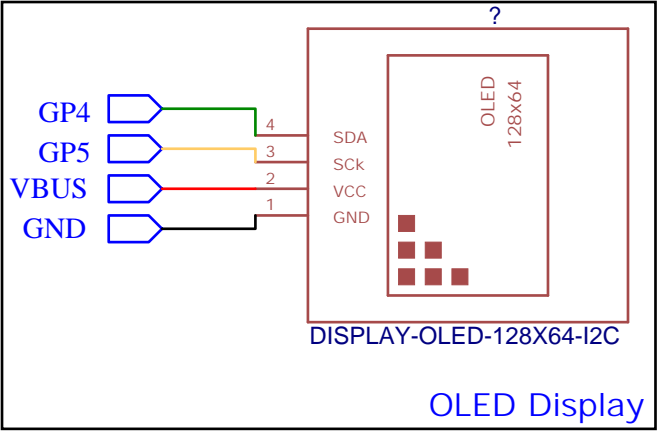 ?
OLED
128x64
GP4
4
SDA
GP5
3
SCk
VBUS
2
VCC
GND
1
GND
DISPLAY-OLED-128X64-I2C
OLED Display